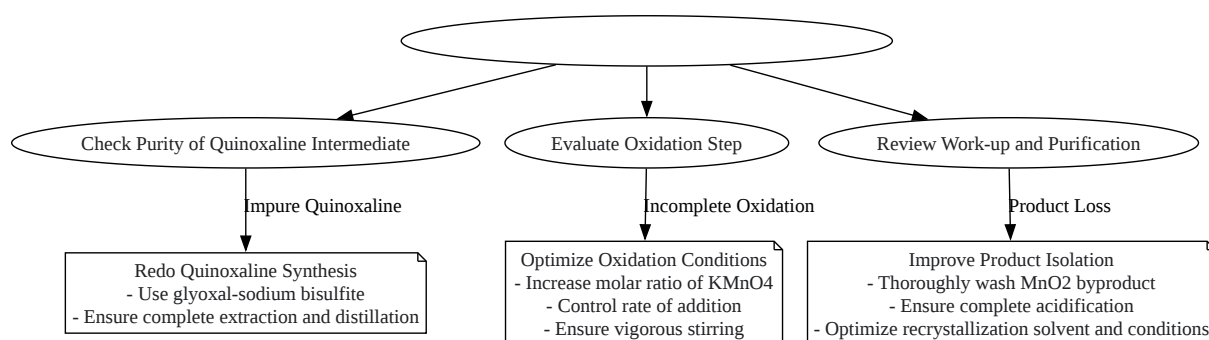 Check Purity of Quinoxaline Intermediate
Evaluate Oxidation Step
Review Work-up and Purification
Impure Quinoxaline
Incomplete Oxidation
Product Loss
Redo Quinoxaline Synthesis
- Use glyoxal-sodium bisulfite
- Ensure complete extraction and distillation
Optimize Oxidation Conditions
- Increase molar ratio of KMnO4
- Control rate of addition
- Ensure vigorous stirring
Improve Product Isolation
- Thoroughly wash MnO2 byproduct
- Ensure complete acidification
- Optimize recrystallization solvent and conditions